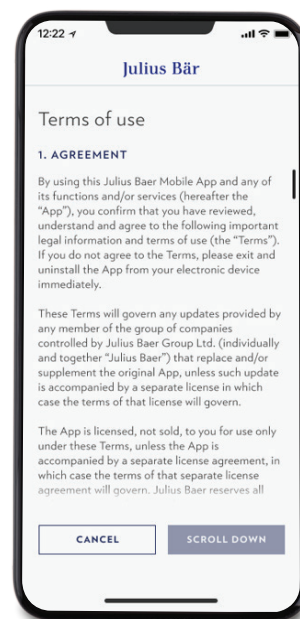 12:22
Julius Bär
Terms of use
1. AGREEMENT
By using this Julius Baer Mobile App and any of
its functions and/or services (hereafter the
“App”), you confirm that you have reviewed,
understand and agree to the following important
legal information and terms of use (the “Terms”).
If you do not agree to the Terms, please exit and
uninstall the App from your electronic device
immediately.
These Terms will govern any updates provided by
any member of the group of companies
controlled by Julius Baer Group Ltd. (individually
and together “Julius Baer”) that replace and/or
supplement the original App, unless such update
is accompanied by a separate license in which
case the terms of that license will govern.
The App is licensed, not sold, to you for use only
under these Terms, unless the App is
accompanied by a separate license agreement, in
which case the terms of that separate license
agreement will govern. Julius Baer reserves all
CANCEL
SCROLL DOWN